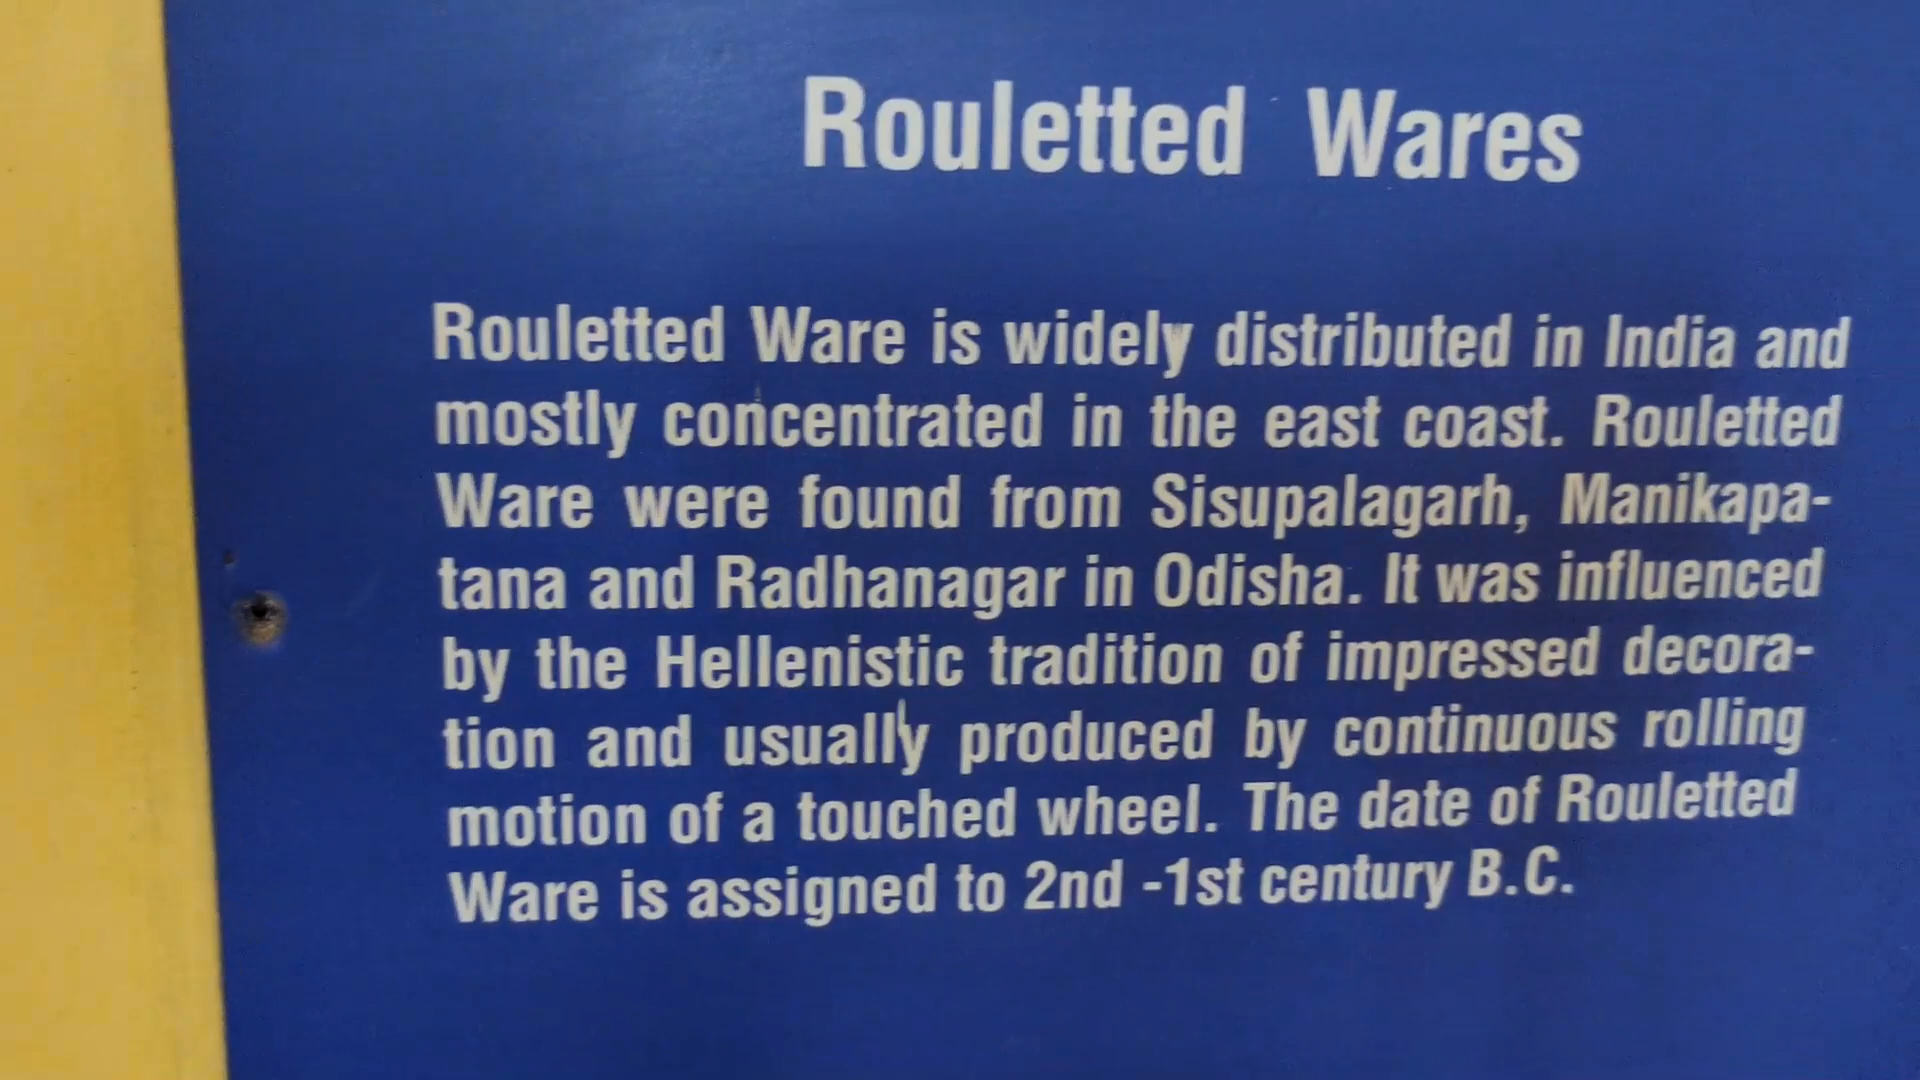 Rouletted Wares
Rouletted Ware is widely distributed in India and
mostly concentrated in the east coast. Rouletted
Ware were found from Sisupalagarh, Manikapa-
tana and Radhanagar in Odisha. It was influenced
by the Hellenistic tradition of impressed decora-
tion and usually produced by continuous rolling
motion of a touched wheel. The date of Rouletted
Ware is assigned to 2nd -1st century B.C.